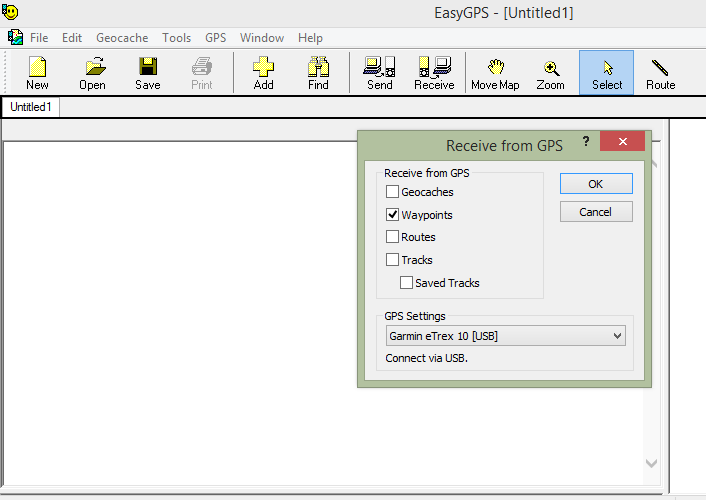 EasyGPS - [Untitled1]
File Edit Geocache Tools GPS Window Help
New Open Save Print Add Find Send Receive Move Map Zoom Select Route
Untitled1
Receive from GPS ?
Receive from GPS
Geocaches
Waypoints
Routes
Tracks
Saved Tracks
OK
Cancel
GPS Settings
Garmin eTrex 10 [USB]
Connect via USB.